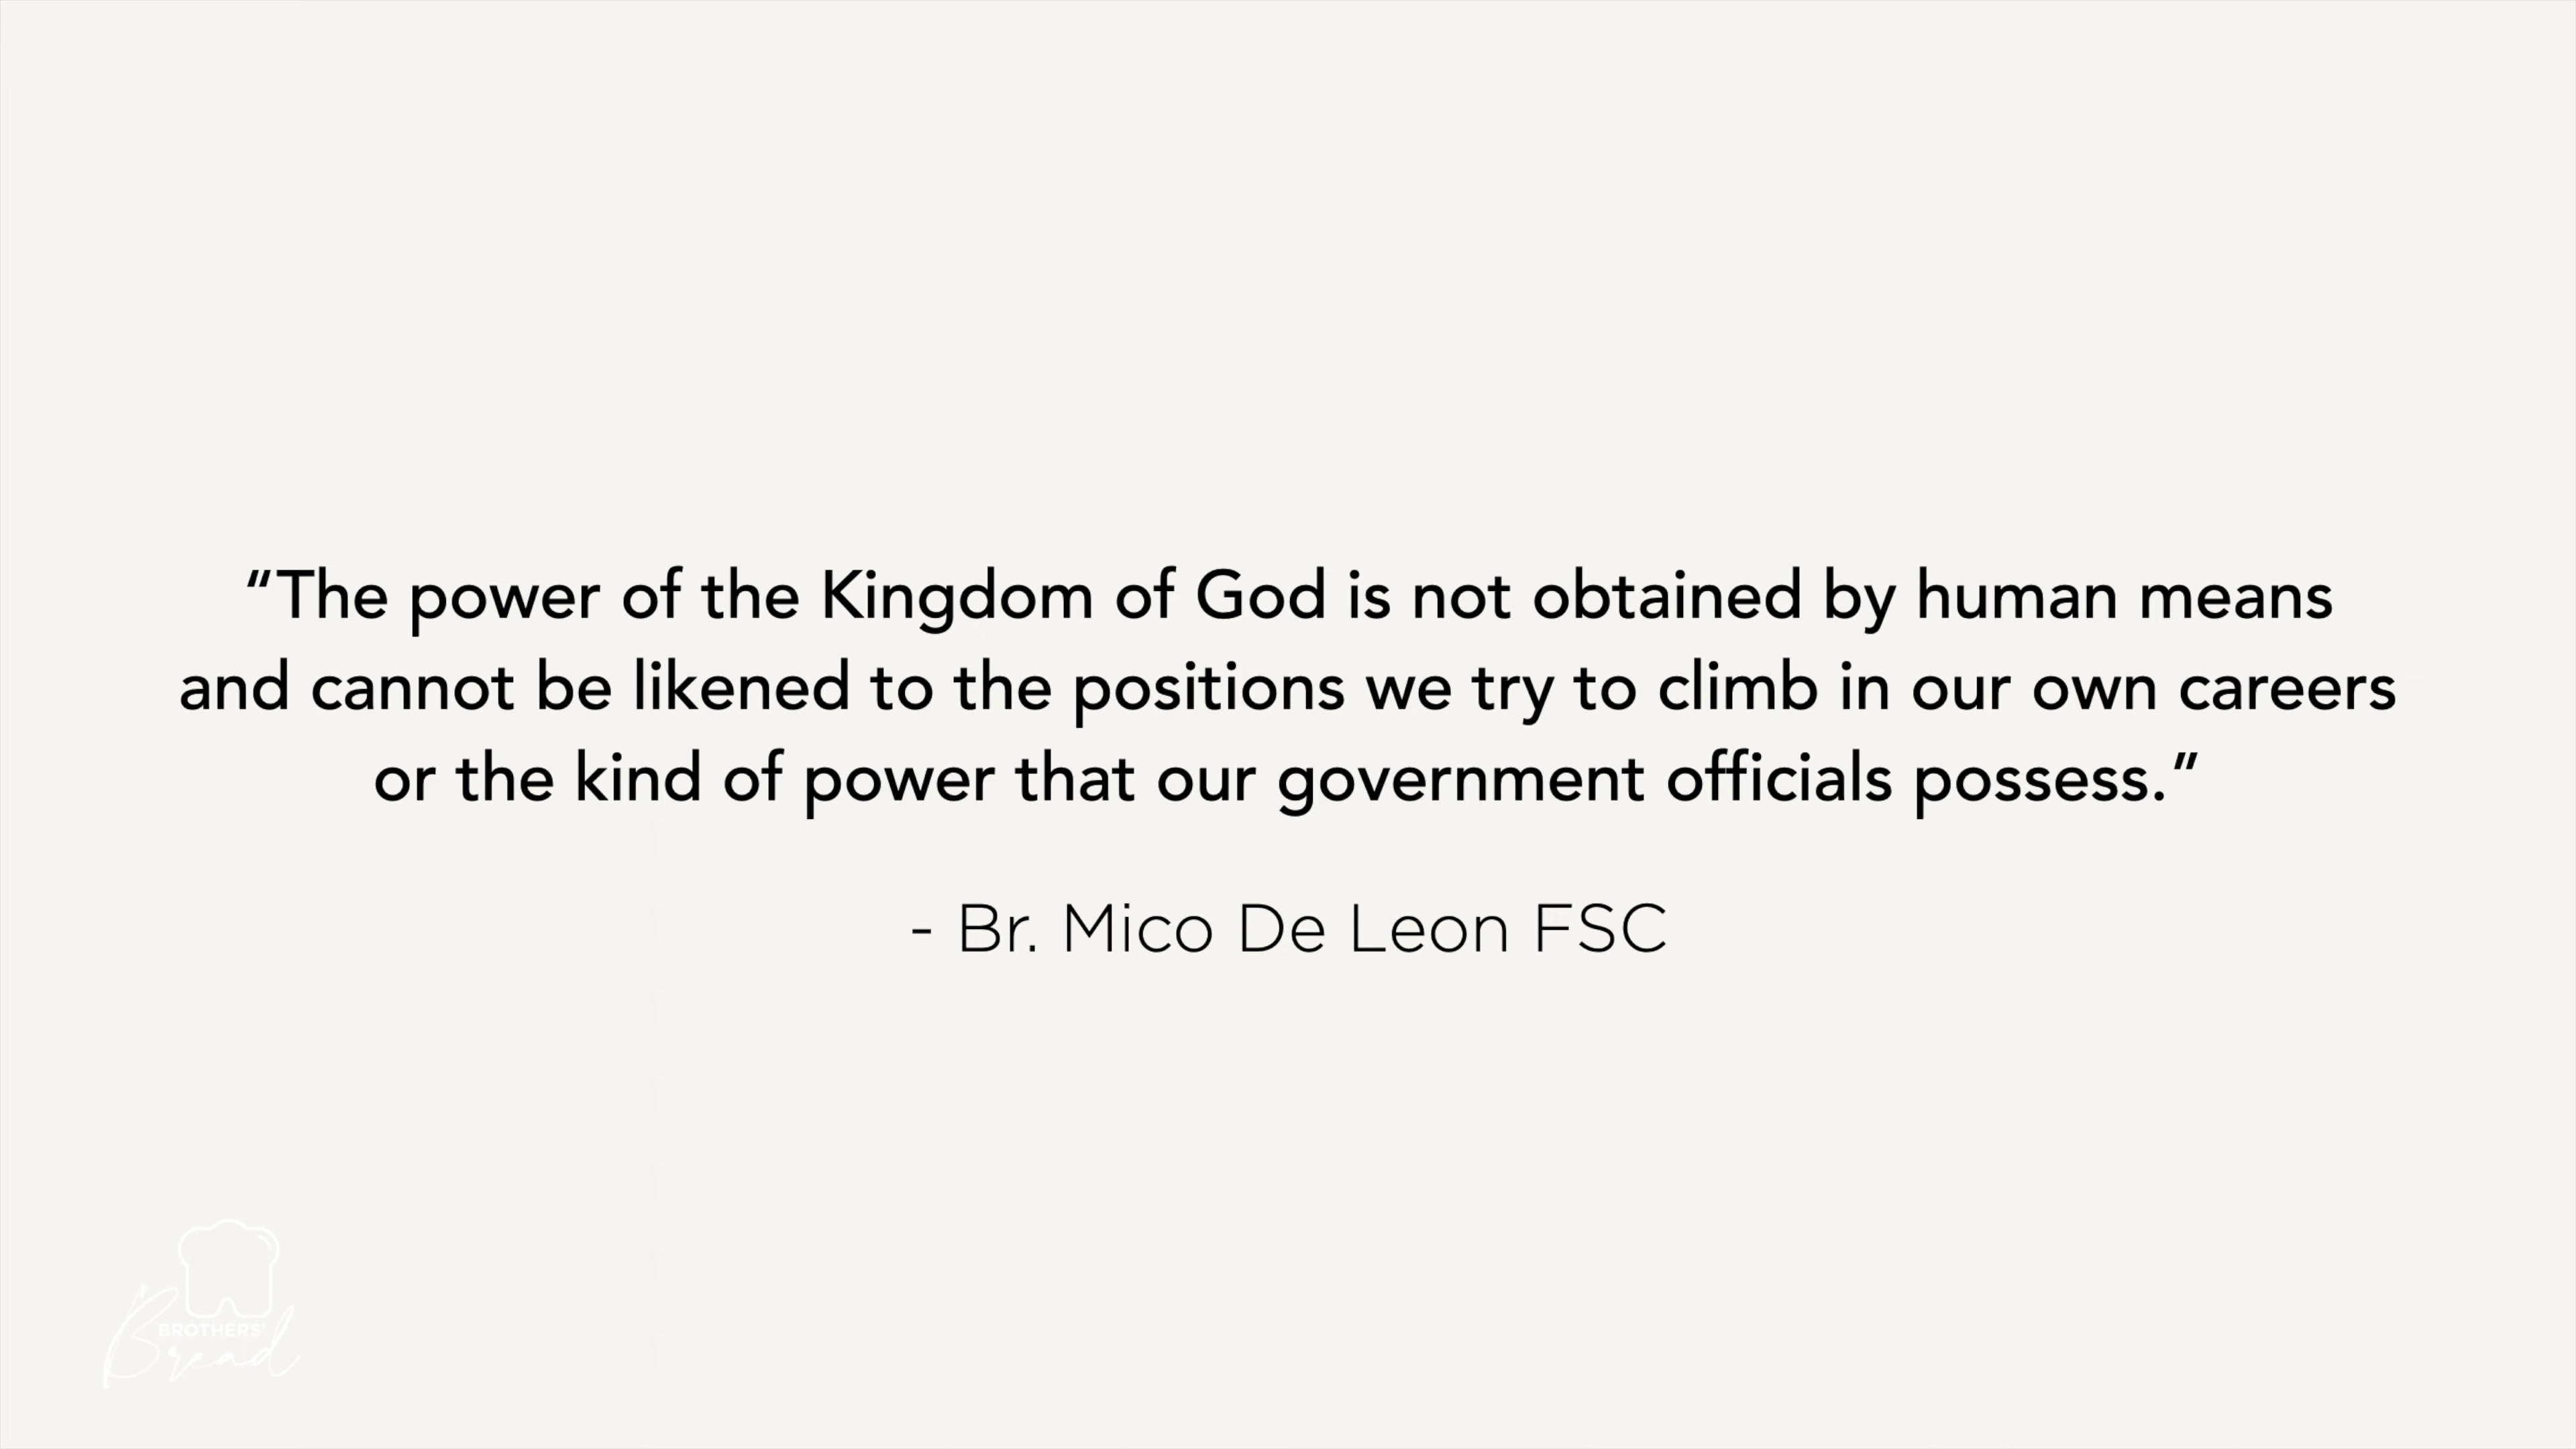 “The power of the Kingdom of God is not obtained by human means
and cannot be likened to the positions we try to climb in our own careers
or the kind of power that our government officials possess.”
- Br. Mico De Leon FSC
BROTHERS'
Bread